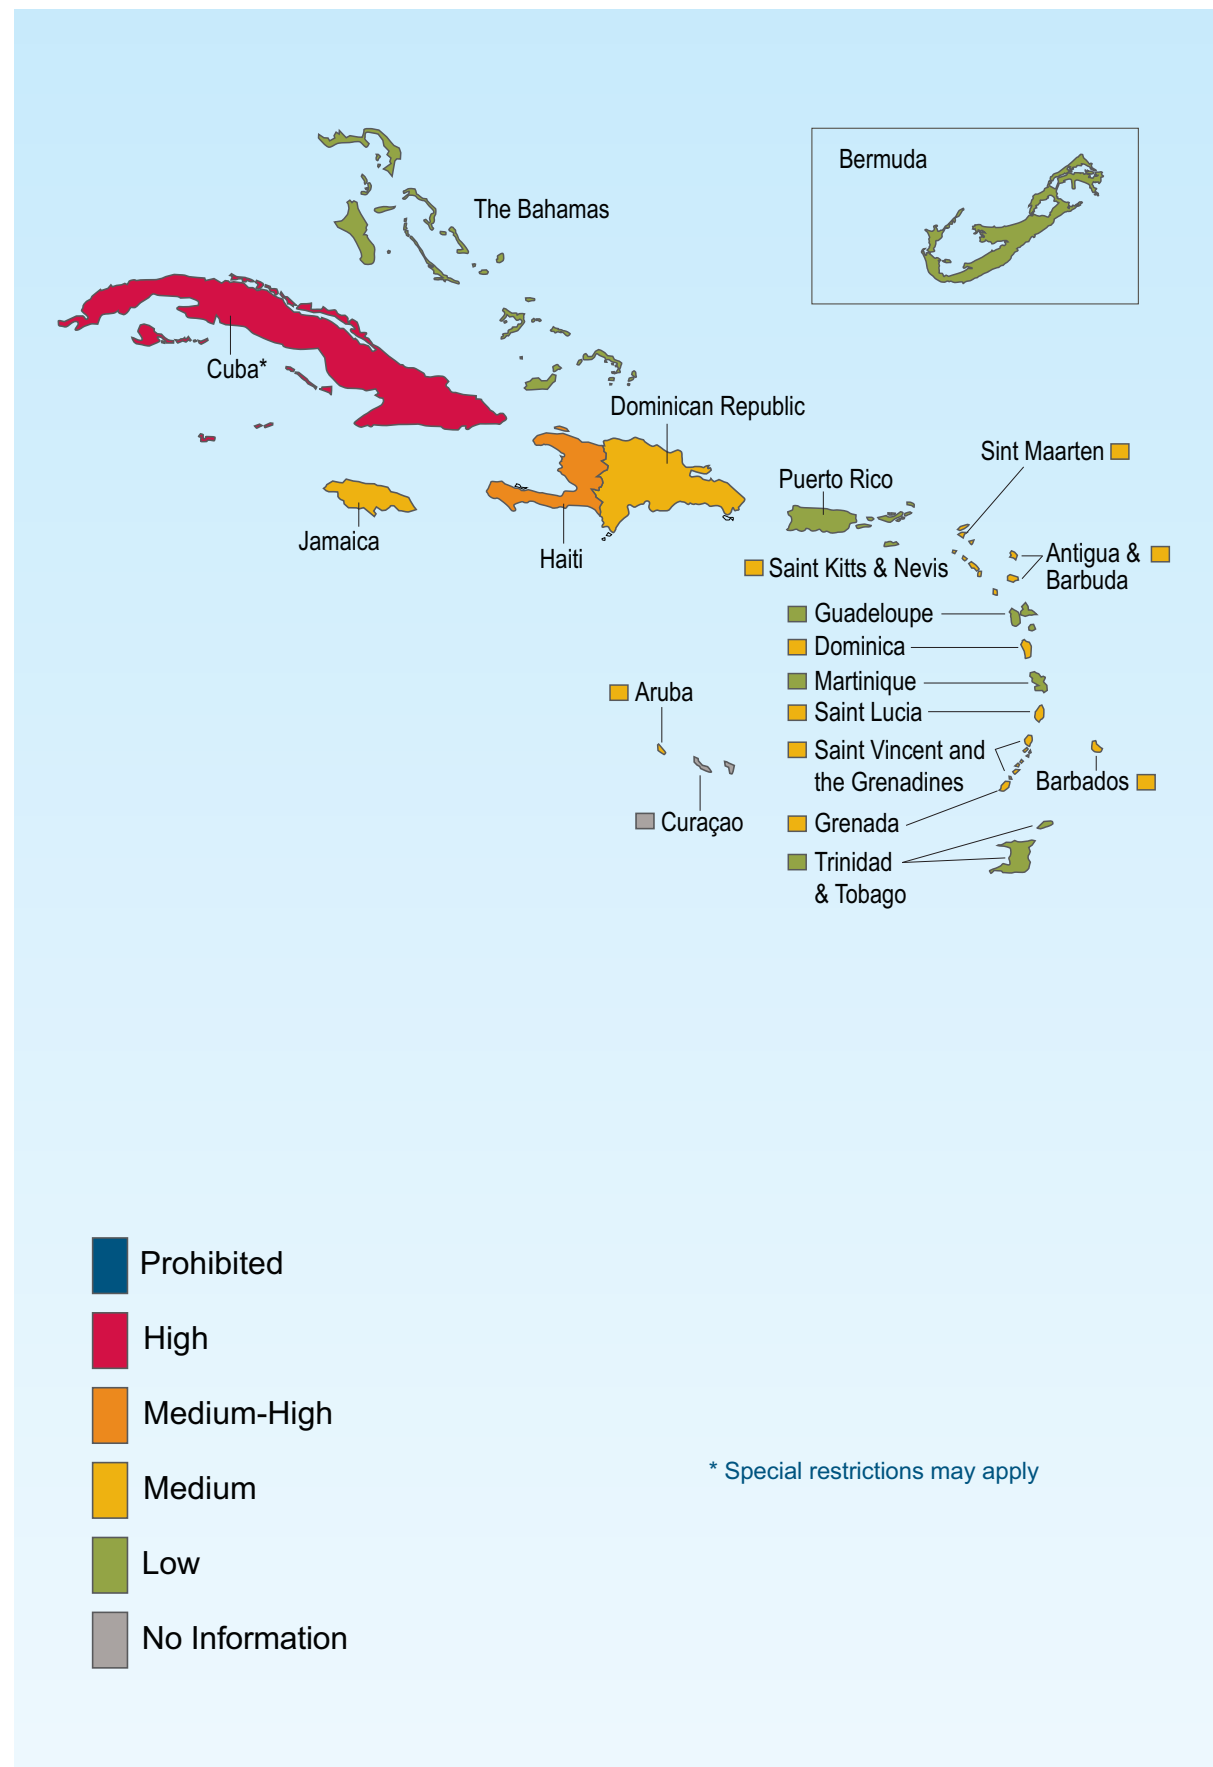 Bermuda
The Bahamas
Cuba*
Dominican Republic
Sint Maarten
Puerto Rico
Jamaica
Haiti
Antigua &
Barbuda
Saint Kitts & Nevis
Guadeloupe
Dominica
Martinique
Aruba
Saint Lucia
Saint Vincent and
the Grenadines
Barbados
Curaçao
Grenada
Trinidad
& Tobago
Prohibited
High
Medium-High
Medium
* Special restrictions may apply
Low
No Information